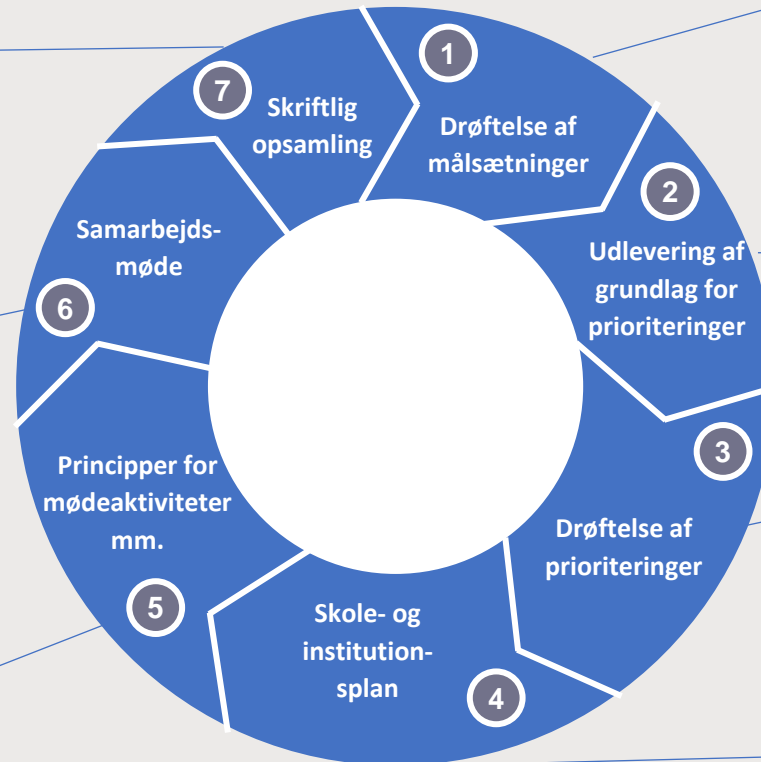 1
Drøftelse af
målsætninger
2
Udlevering af
grundlag for
prioriteringer
3
Drøftelse af
prioriteringer
4
Skole- og
institution-
splan
5
Principper for
mødeaktiviteter
mm.
6
Samarbejds-
møde
7
Skriftlig
opsamling